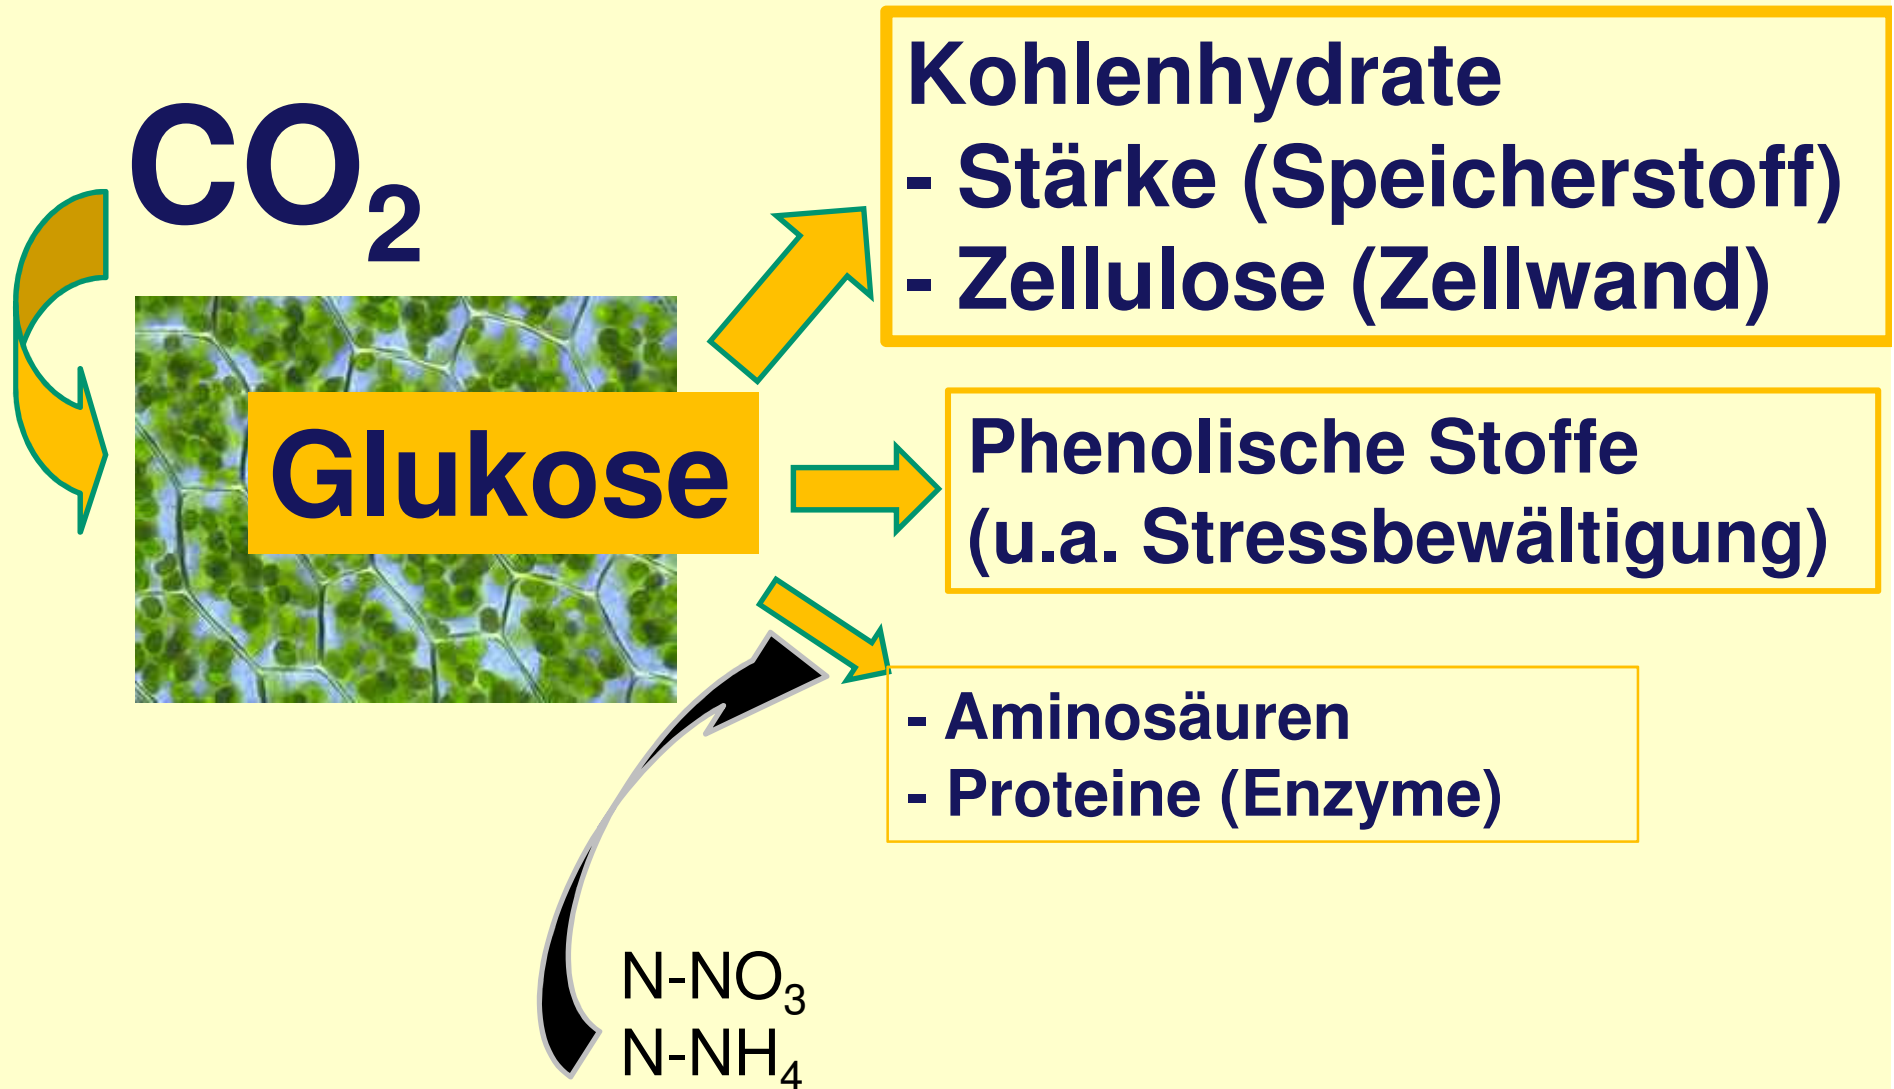 CO₂
Glukose
Kohlenhydrate
- Stärke (Speicherstoff)
- Zellulose (Zellwand)
Phenolische Stoffe
(u.a. Stressbewältigung)
- Aminosäuren
- Proteine (Enzyme)
N-NO₃
N-NH₄